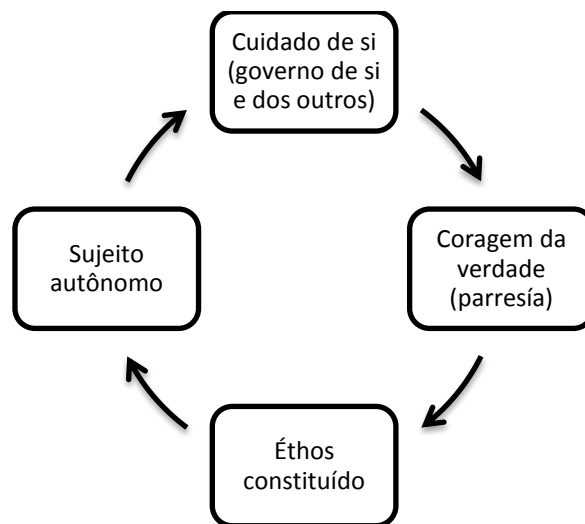 Cuidado de si
(governo de si
e dos outros)
Coragem da
verdade
(parresía)
Éthos
constituído
Sujeito
autônomo